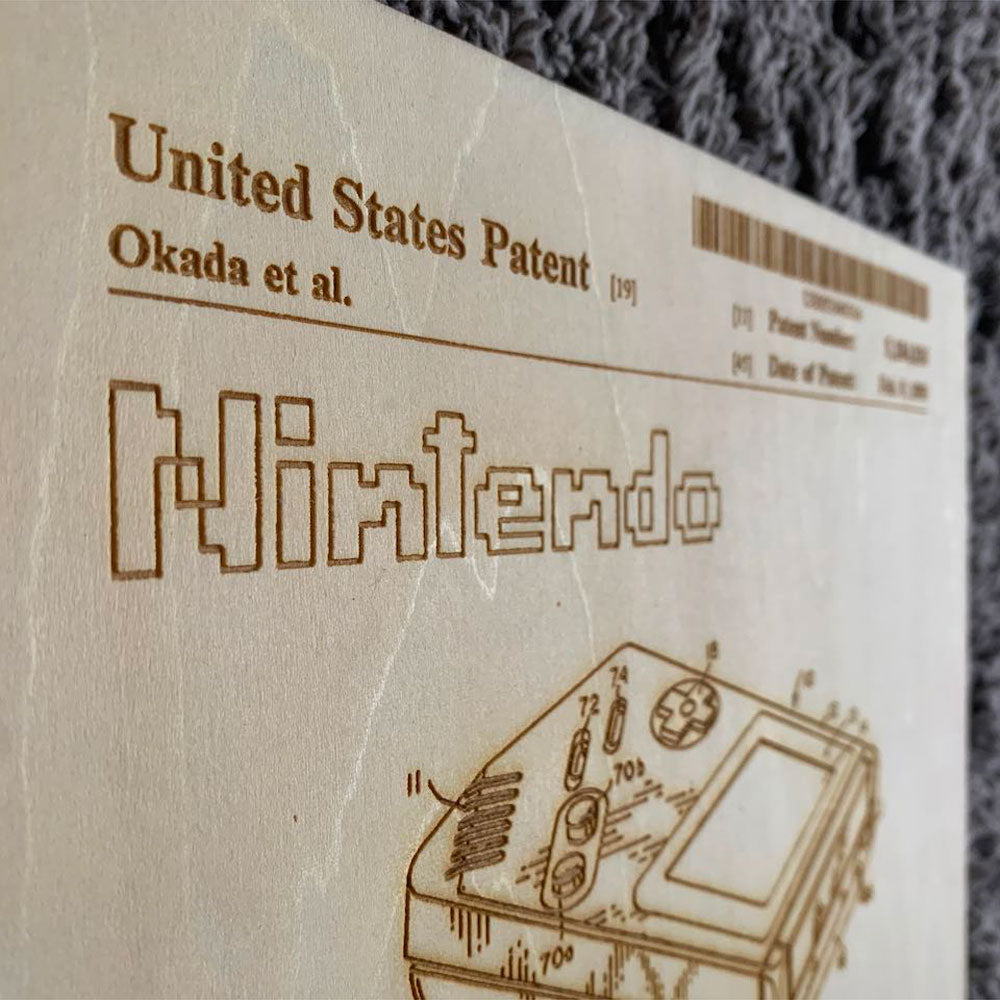 United States Patent [19]
Okada et al.
[11] Patent Number:
[45] Date of Patent:
Nintendo
18
74
72
70b
11
70a